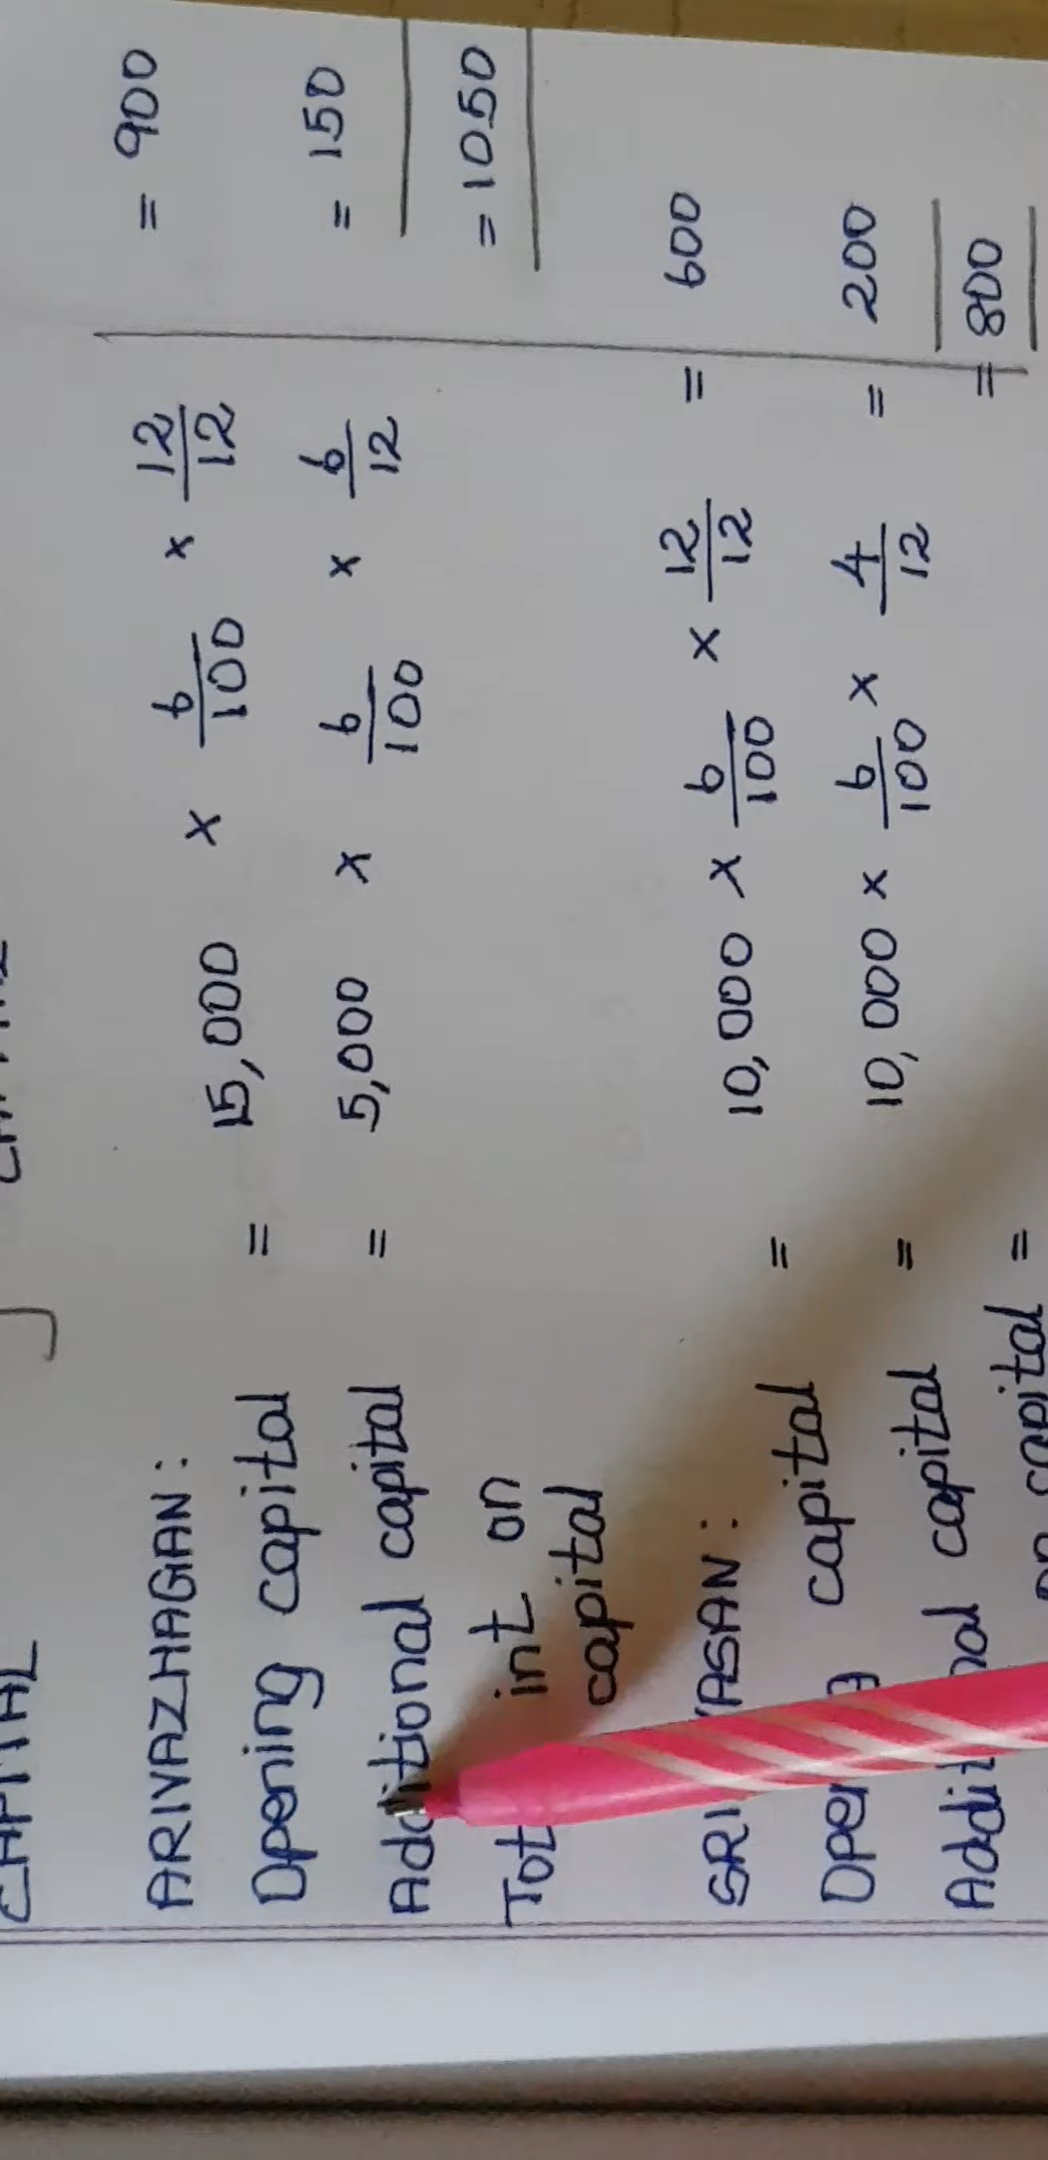 CAPITAL
ARIVAZHAGAN:
Opening capital = 15,000 × 6/100 × 12/12 = 900
Additional capital = 5,000 × 6/100 × 6/12 = 150
int on capital = 1050
Opening capital = 10,000 × 6/100 × 12/12 = 600
capital = 10,000 × 6/100 × 4/12 = 200
on capital = = 800